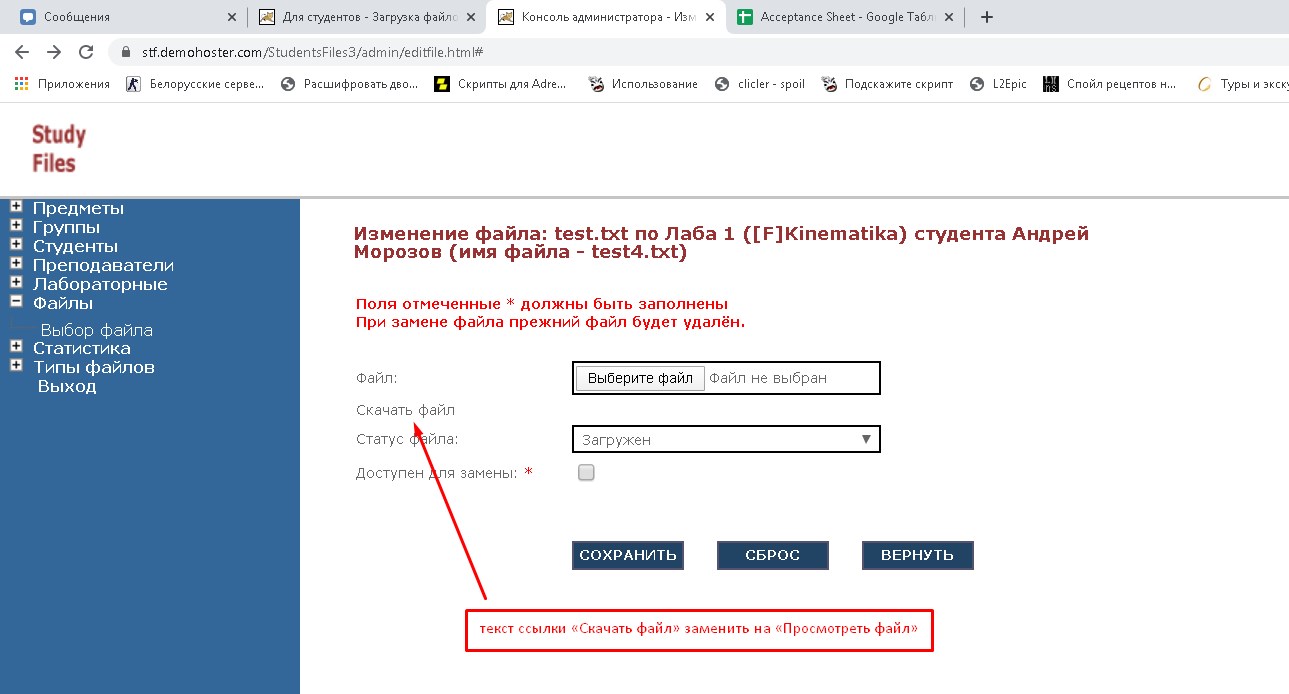 Сообщения
Для студентов - Загрузка файло
Консоль администратора - Изм
Acceptance Sheet - Google Табли
stf.demohoster.com/StudentsFiles3/admin/editfile.html#
Приложения
Белорусские серве...
Расшифровать дво...
Скрипты для Adre...
Использование
clicler - spoil
Подскажите скрипт
L2Epic
Спойл рецептов н...
Туры и экску
Study
Files
Предметы
Группы
Студенты
Преподаватели
Лабораторные
Файлы
Выбор файла
Статистика
Типы файлов
Выход
Изменение файла: test.txt по Лаба 1 ([F]Kinematika) студента Андрей
Морозов (имя файла - test4.txt)
Поля отмеченные * должны быть заполнены
При замене файла прежний файл будет удалён.
Файл: Выберите файл Файл не выбран
Скачать файл
Статус файла: Загружен
Доступен для замены: *
СОХРАНИТЬ СБРОС ВЕРНУТЬ
текст ссылки «Скачать файл» заменить на «Просмотреть файл»